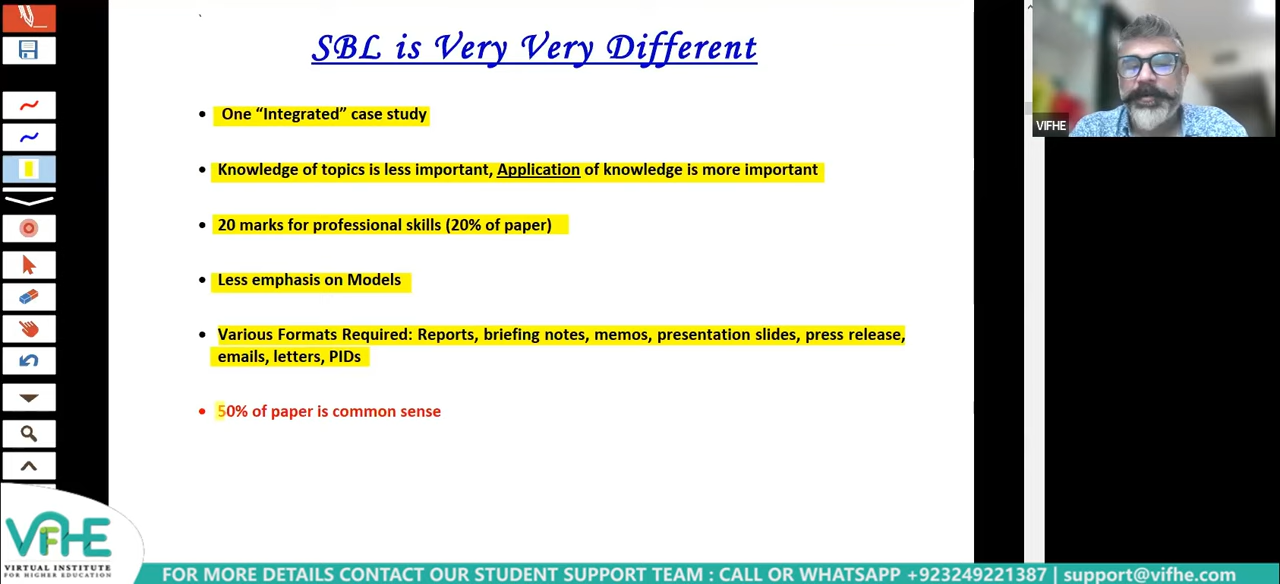 SBL is Very Very Different
• One “Integrated” case study
• Knowledge of topics is less important, Application of knowledge is more important
• 20 marks for professional skills (20% of paper)
• Less emphasis on Models
• Various Formats Required: Reports, briefing notes, memos, presentation slides, press release,
emails, letters, PIDs
• 50% of paper is common sense
VIFHE
VIFHE
VIRTUAL INSTITUTE
FOR HIGHER EDUCATION
FOR MORE DETAILS CONTACT OUR STUDENT SUPPORT TEAM : CALL OR WHATSAPP +923249221387 | support@vifhe.com